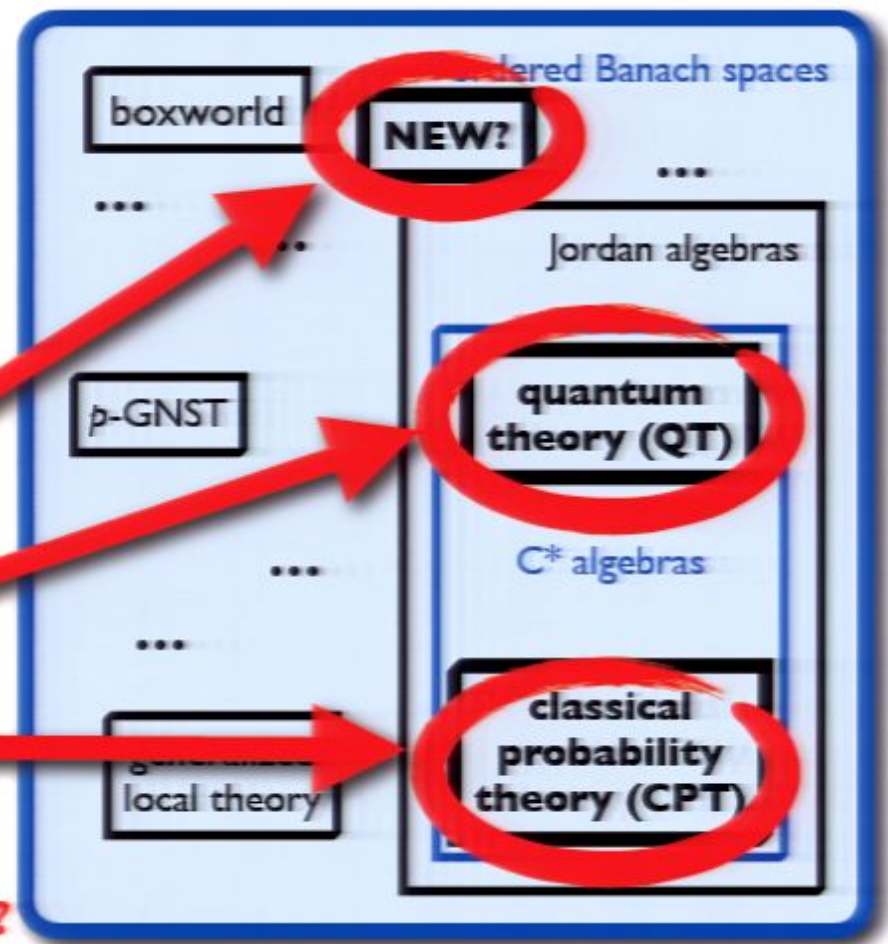 boxworld
ordered Banach spaces
NEW?
...
...
...
Jordan algebras
p-GNST
quantum
theory (QT)
...
C* algebras
...
classical
probability
theory (CPT)
local theory
?